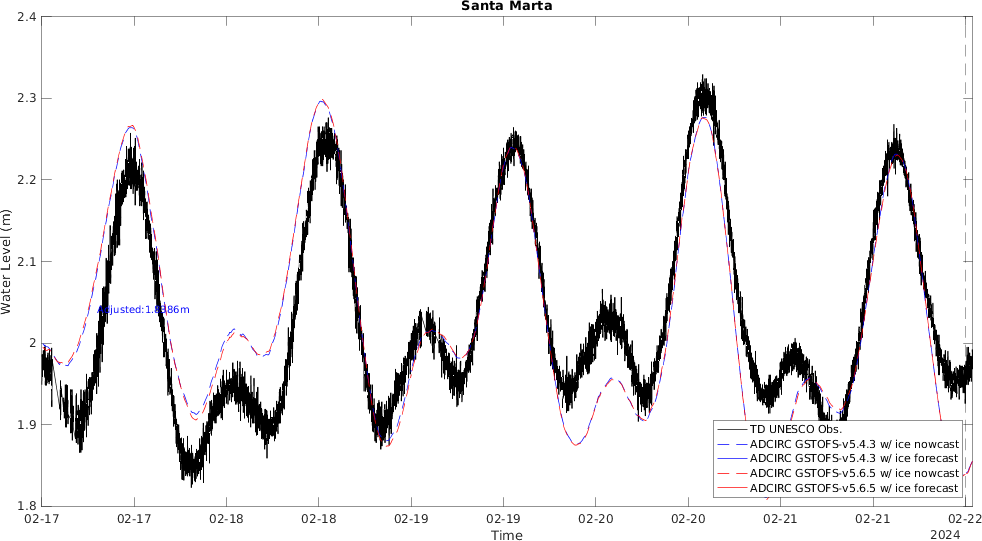 Santa Marta
2.4
2.3
2.2
2.1
2
1.9
1.8
Water Level (m)
Adjusted:1.8386m
TD UNESCO Obs.
ADCIRC GSTOFS-v5.4.3 w/ ice nowcast
ADCIRC GSTOFS-v5.4.3 w/ ice forecast
ADCIRC GSTOFS-v5.6.5 w/ ice nowcast
ADCIRC GSTOFS-v5.6.5 w/ ice forecast
02-17 02-17 02-18 02-18 02-19 02-19 02-20 02-20 02-21 02-21 02-22
Time
2024